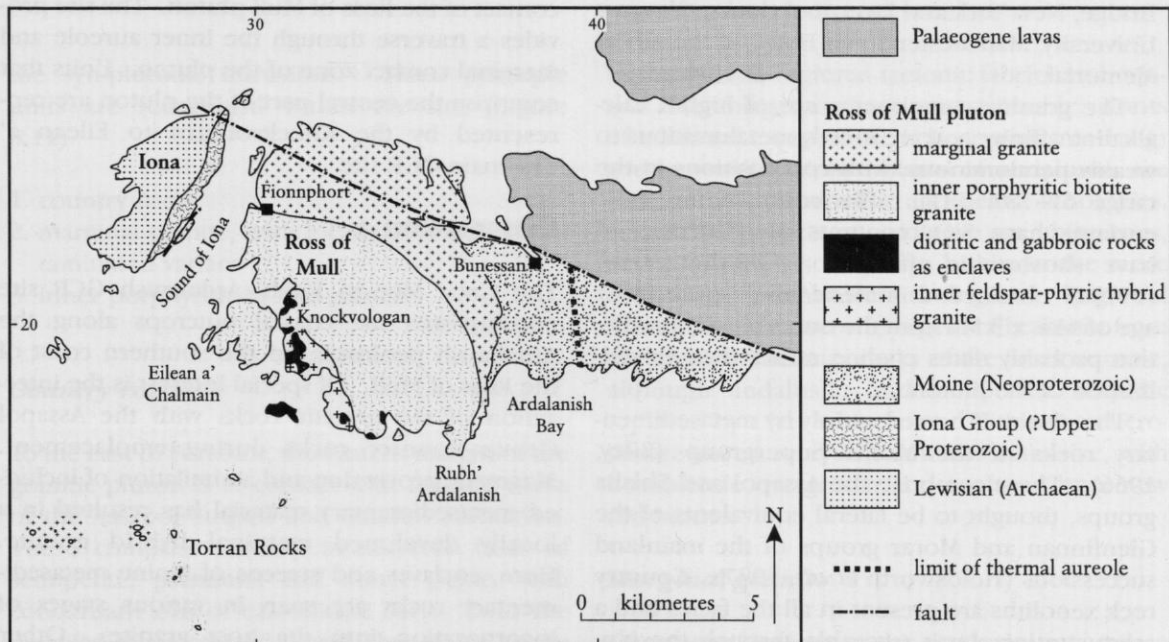 30
40
Iona
Fionnphort
Sound of Iona
Ross of
Mull
Bunessan
20
Knockvologan
Eilean a'
Chalmain
Ardalanish
Bay
Rubh'
Ardalanish
Torran Rocks
N
0 kilometres 5
Palaeogene lavas
Ross of Mull pluton
marginal granite
inner porphyritic biotite
granite
dioritic and gabbroic rocks
as enclaves
inner feldspar-phyric hybrid
granite
Moine (Neoproterozoic)
Iona Group (?Upper
Proterozoic)
Lewisian (Archaean)
limit of thermal aureole
fault